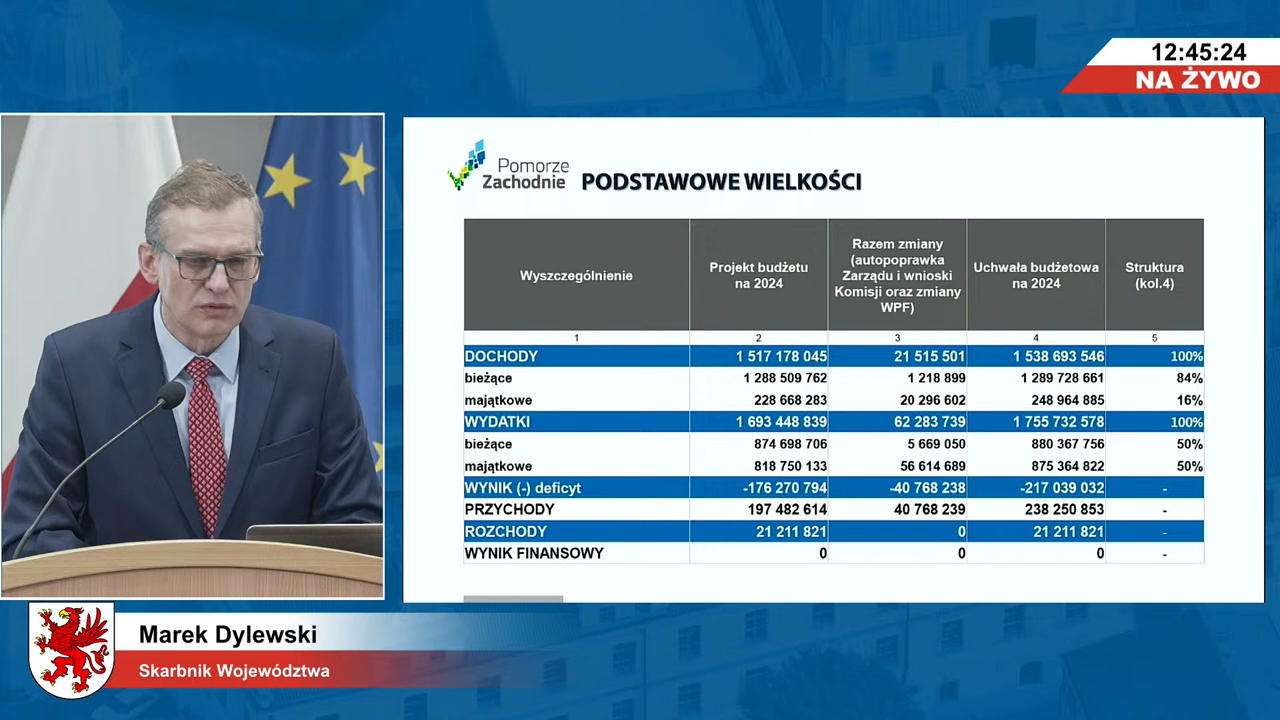 12:45:24
NA ŻYWO
Pomorze
Zachodnie
PODSTAWOWE WIELKOŚCI
Wyszczególnienie
Projekt budżetu
na 2024
Razem zmiany
(autopoprawka
Zarządu i wnioski
Komisji oraz zmiany
WPF)
Uchwała budżetowa
na 2024
Struktura
(kol.4)
1 2 3 4 5
DOCHODY 1 517 178 045 21 515 501 1 538 693 546 100%
bieżące 1 288 509 762 1 218 899 1 289 728 661 84%
majątkowe 228 668 283 20 296 602 248 964 885 16%
WYDATKI 1 693 448 839 62 283 739 1 755 732 578 100%
bieżące 874 698 706 5 669 050 880 367 756 50%
majątkowe 818 750 133 56 614 689 875 364 822 50%
WYNIK (-) deficyt -176 270 794 -40 768 238 -217 039 032 -
PRZYCHODY 197 482 614 40 768 239 238 250 853 -
ROZCHODY 21 211 821 0 21 211 821 -
WYNIK FINANSOWY 0 0 0 -
Marek Dylewski
Skarbnik Województwa